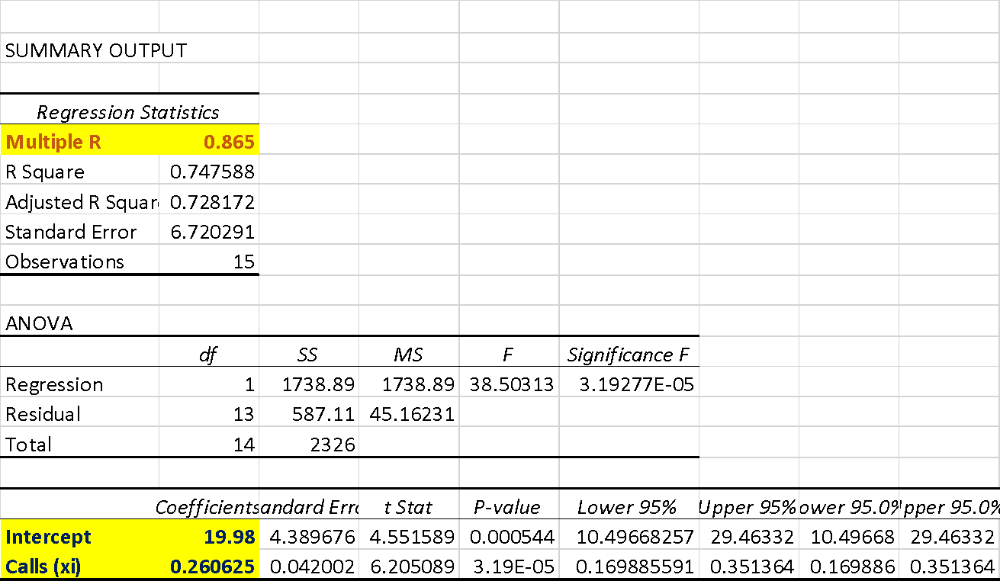 SUMMARY OUTPUT
Regression Statistics
Multiple R 0.865
R Square 0.747588
Adjusted R Squar 0.728172
Standard Error 6.720291
Observations 15
ANOVA
df SS MS F Significance F
Regression 1 1738.89 1738.89 38.50313 3.19277E-05
Residual 13 587.11 45.16231
Total 14 2326
Coefficients andard Erro t Stat P-value Lower 95% Upper 95% ower 95.0% pper 95.0%
Intercept 19.98 4.389676 4.551589 0.000544 10.49668257 29.46332 10.49668 29.46332
Calls (xi) 0.260625 0.042002 6.205089 3.19E-05 0.169885591 0.351364 0.169886 0.351364